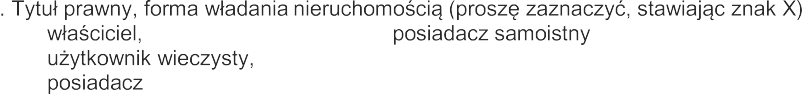 . Tytuł prawny, forma władania nieruchomością (proszę zaznaczyć, stawiając znak X)
właściciel, posiadacz samoistny
użytkownik wieczysty,
posiadacz